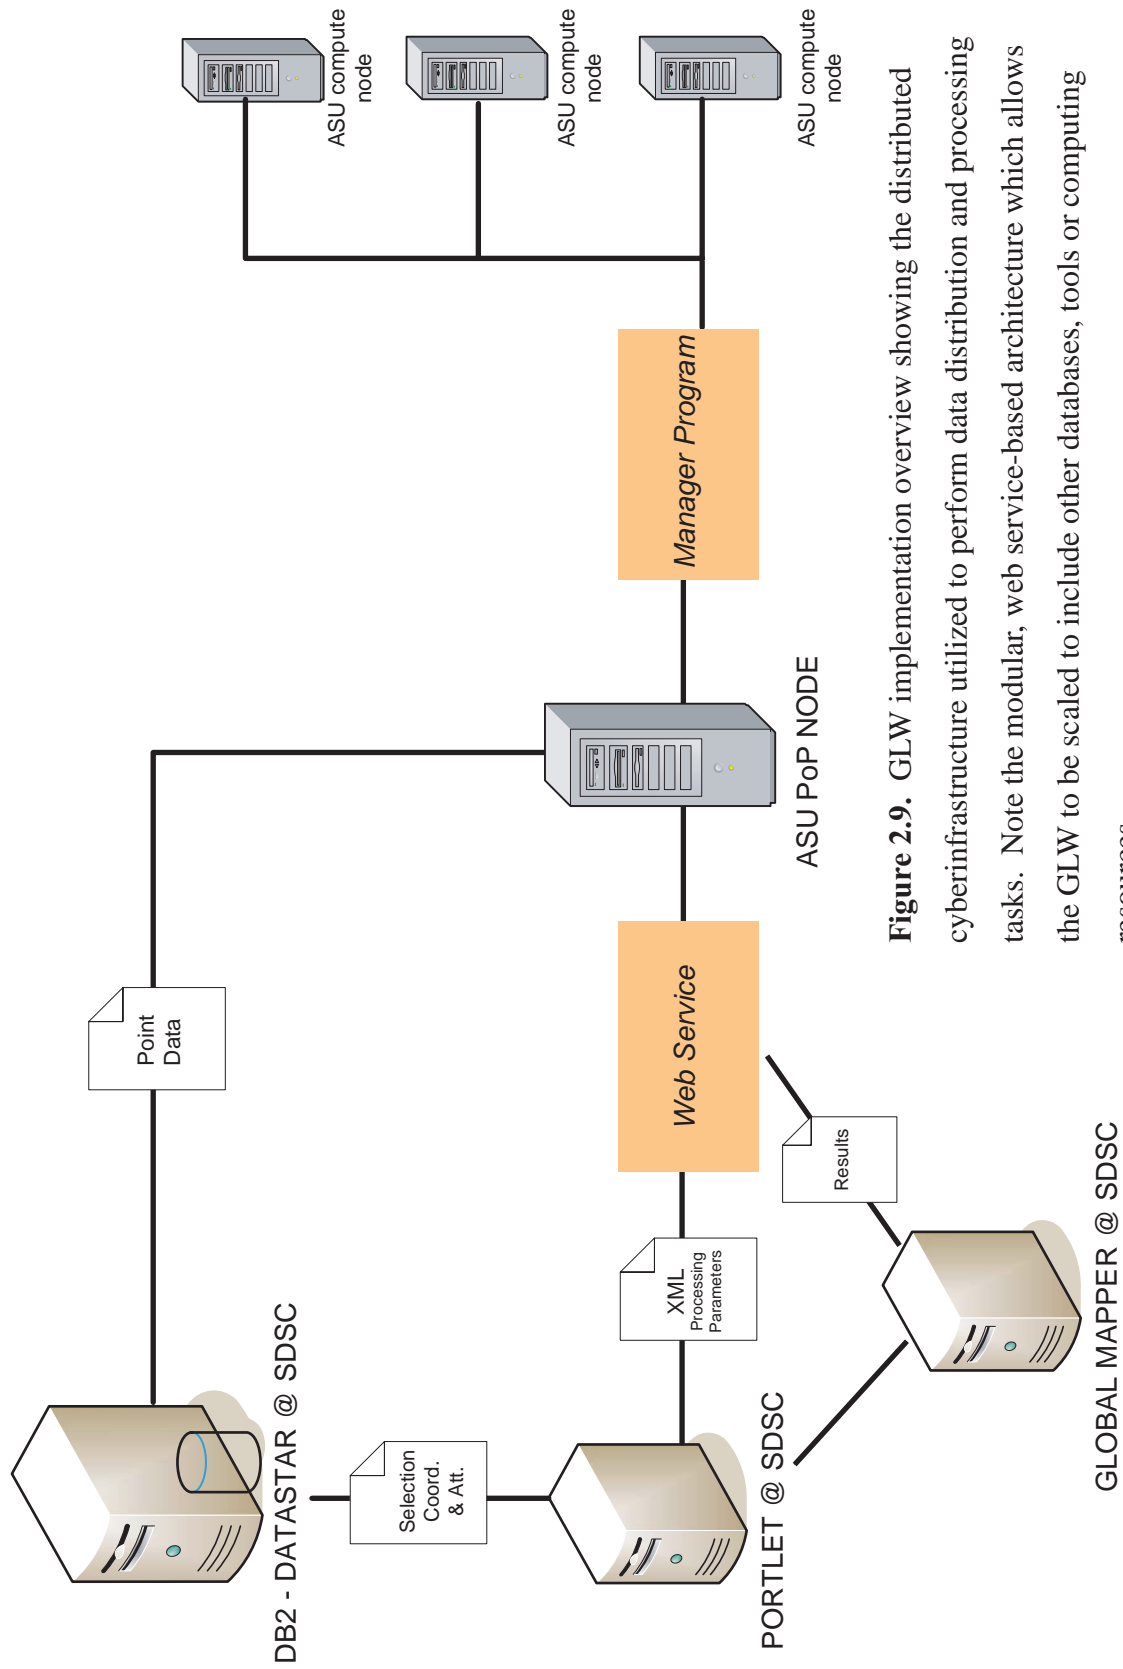 DB2 - DATASTAR @ SDSC
Point
Data
Selection
Coord.
& Att.
PORTLET @ SDSC
XML
Processing
Parameters
Web Service
ASU PoP NODE
Manager Program
ASU compute
node
ASU compute
node
ASU compute
node
Results
GLOBAL MAPPER @ SDSC
Figure 2.9. GLW implementation overview showing the distributed
cyberinfrastructure utilized to perform data distribution and processing
tasks. Note the modular, web service-based architecture which allows
the GLW to be scaled to include other databases, tools or computing